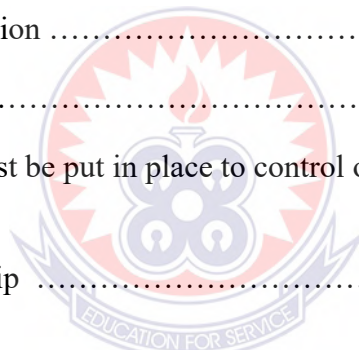 ion ……………………………
……………………………
st be put in place to control o
ip ……………………………
EDUCATION FOR SERVICE